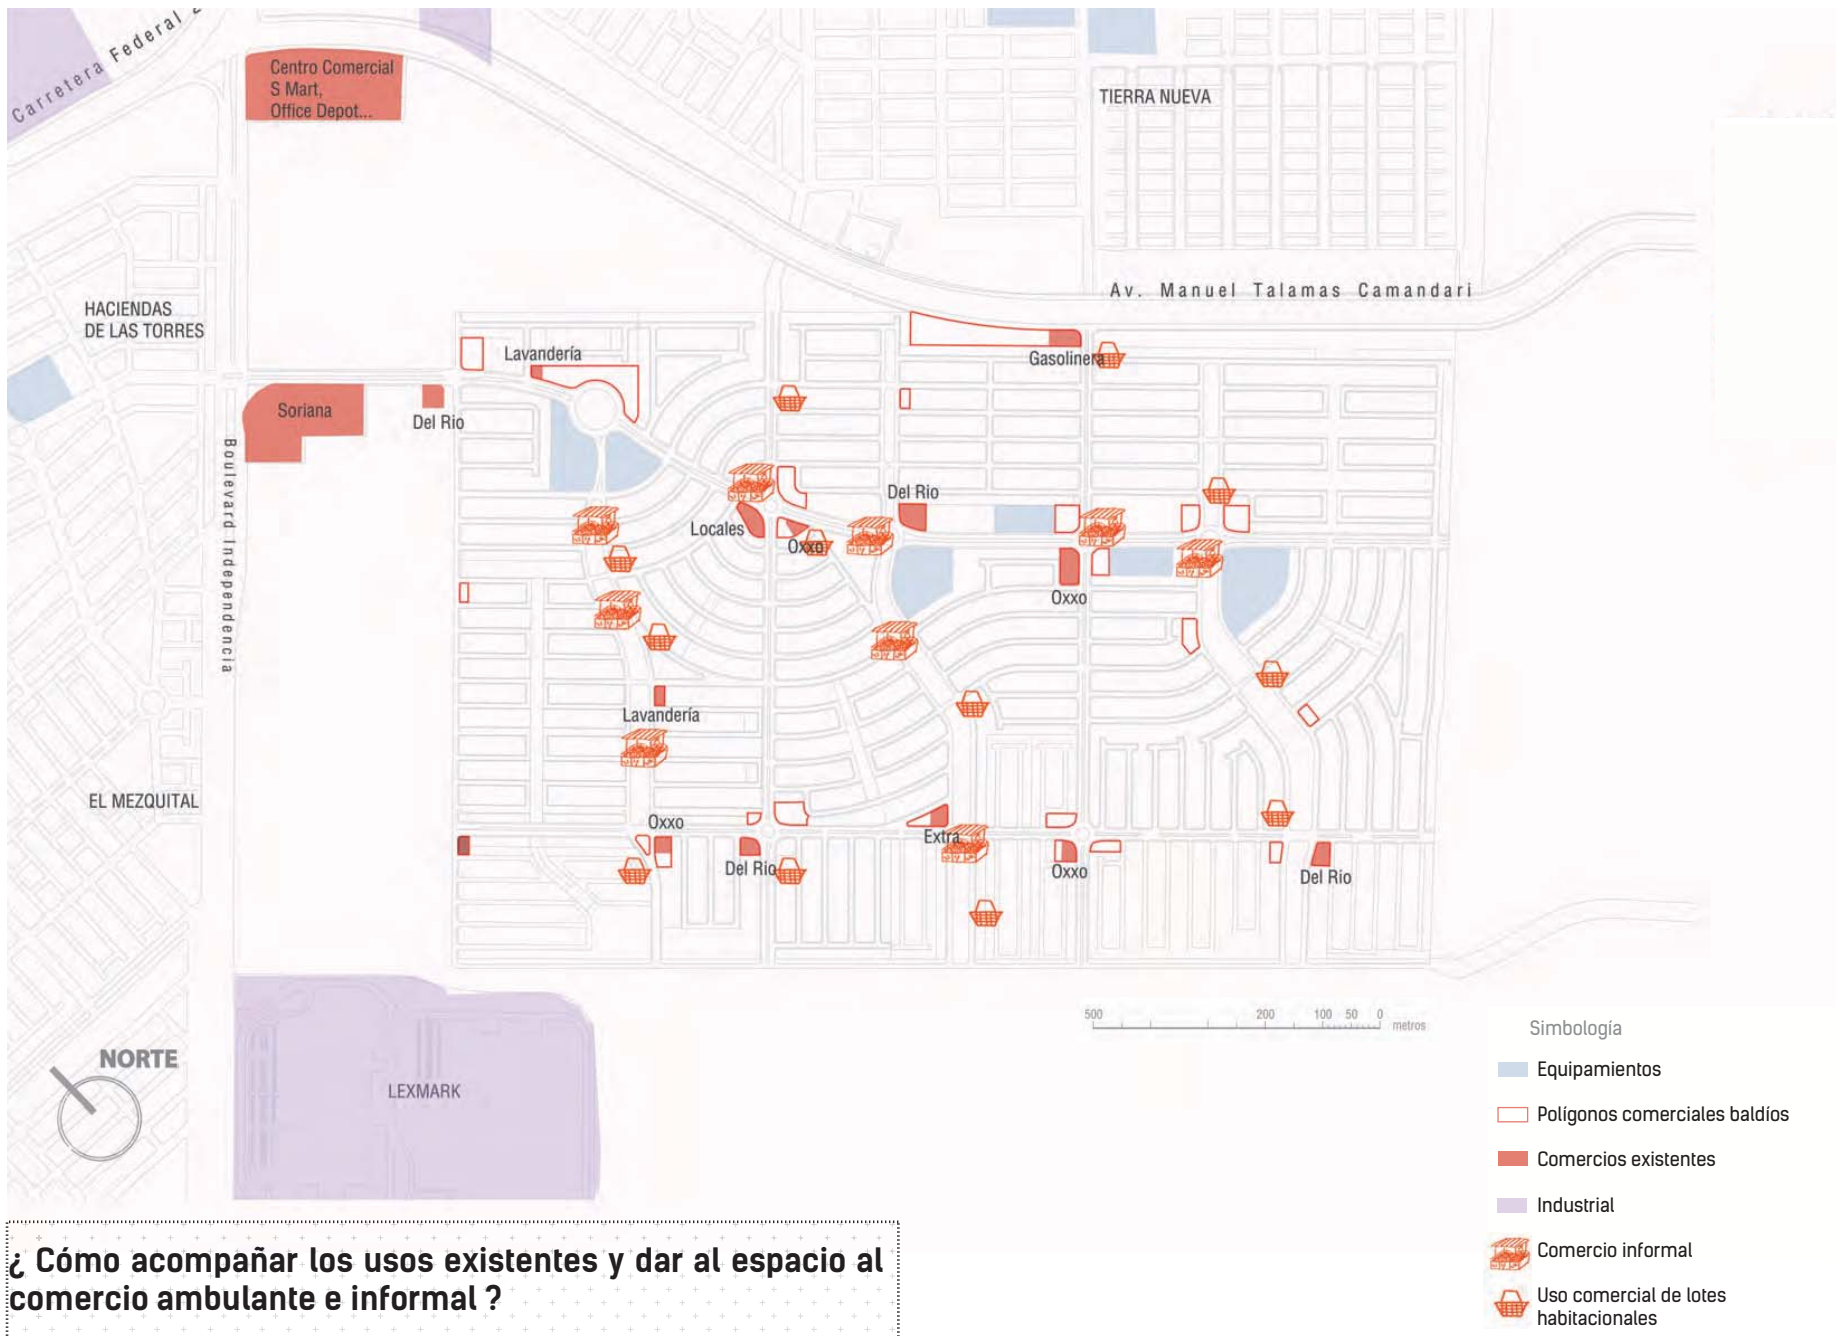 Carretera Federal 2
Centro Comercial
S Mart,
Office Depot...
TIERRA NUEVA
Av. Manuel Talamas Camandari
HACIENDAS
DE LAS TORRES
Lavandería
Gasolinera
Soriana
Del Rio
Boulevard Independencia
Del Rio
Locales
Oxxo
Oxxo
Lavandería
EL MEZQUITAL
Oxxo
Extra
Del Rio
Oxxo
Del Rio
500 200 100 50 0
metros
NORTE
LEXMARK
Simbología
Equipamientos
Polígonos comerciales baldíos
Comercios existentes
Industrial
Comercio informal
Uso comercial de lotes
habitacionales
¿ Cómo acompañar los usos existentes y dar al espacio al
comercio ambulante e informal ?